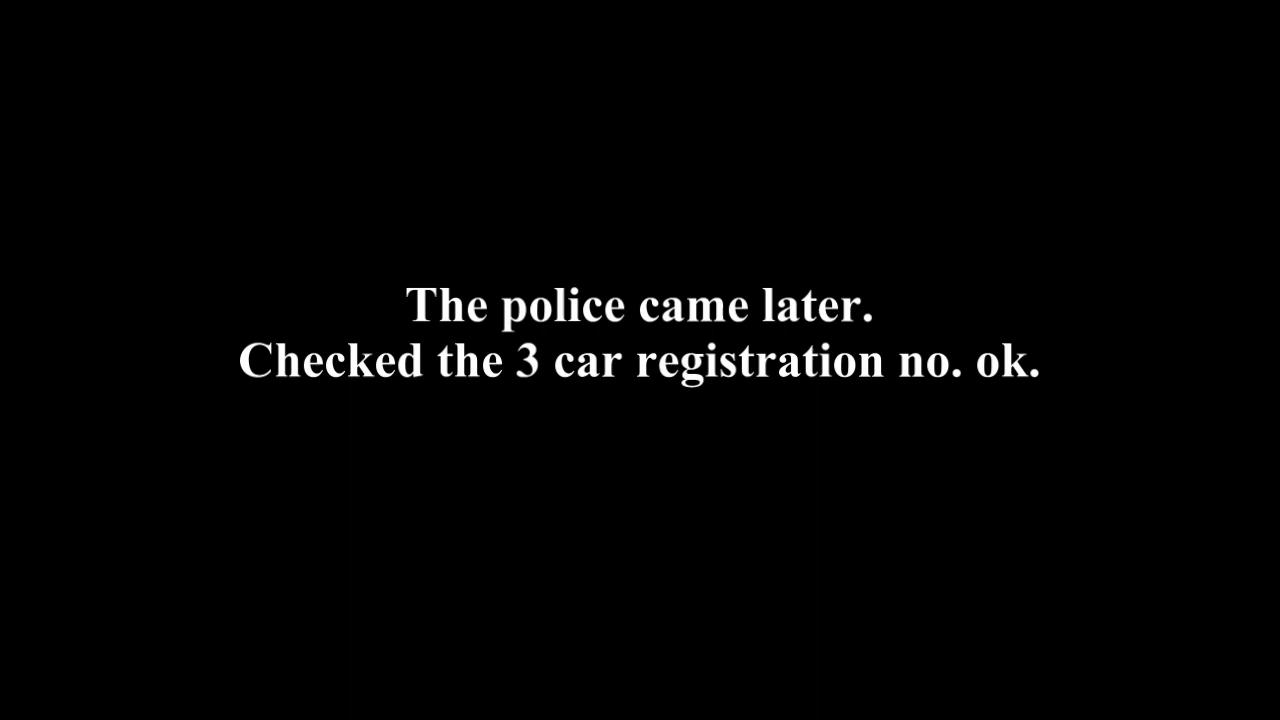 The police came later.
Checked the 3 car registration no. ok.